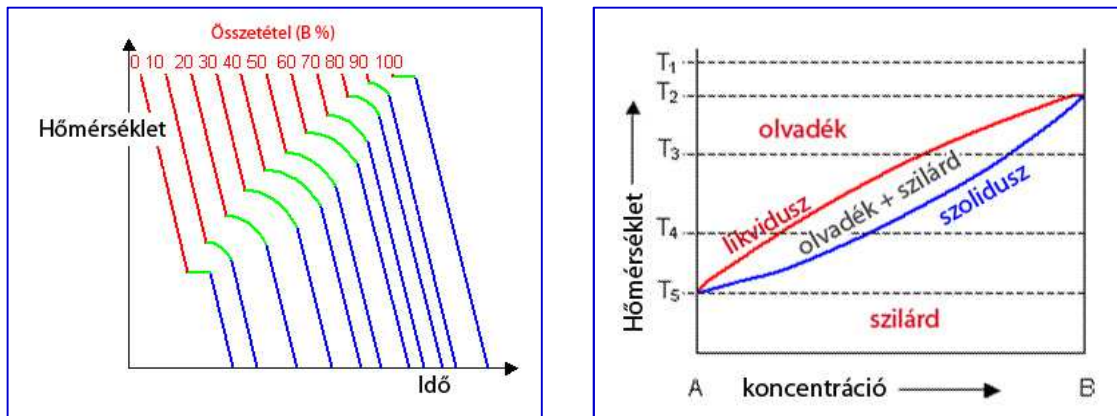 Összetétel (B %)
0 10 20 30 40 50 60 70 80 90 100
Hőmérséklet
Idő
T1
T2
T3
T4
T5
Hőmérséklet
olvadék
likvidusz
olvadék + szilárd
szolidusz
szilárd
A koncentráció B